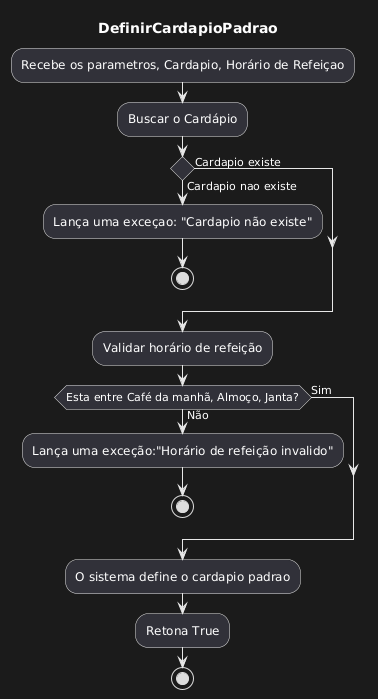 DefinirCardapioPadrao
Recebe os parametros, Cardapio, Horário de Refeiçao
Buscar o Cardápio
Cardapio existe
Cardapio nao existe
Lança uma exceçao: "Cardapio não existe"
Validar horário de refeição
Esta entre Café da manhã, Almoço, Janta?
Sim
Não
Lança uma exceção:"Horário de refeição invalido"
O sistema define o cardapio padrao
Retona True